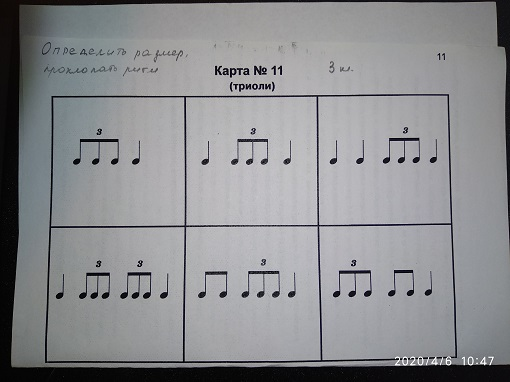 Определить размер,
прохлопать ритм
11
Карта № 11
3 кл.
(триоли)
3
3
3
3
3
3
3
2020/4/6 10:47